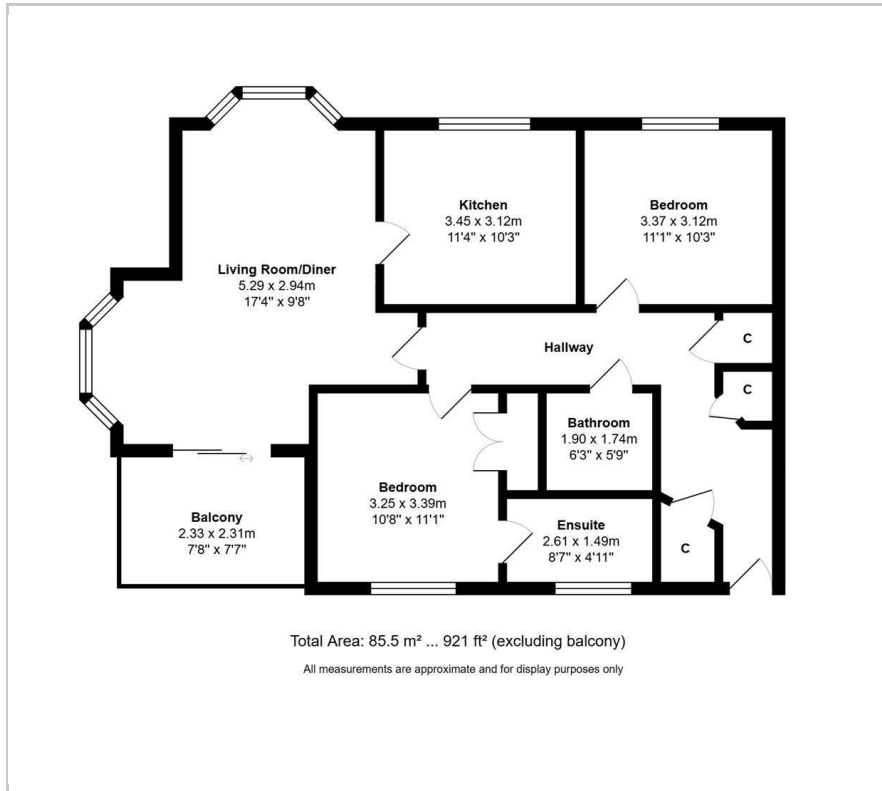 Kitchen
3.45 x 3.12m
11'4" x 10'3"
Bedroom
3.37 x 3.12m
11'1" x 10'3"
Living Room/Diner
5.29 x 2.94m
17'4" x 9'8"
Hallway
C
C
Bathroom
1.90 x 1.74m
6'3" x 5'9"
Bedroom
3.25 x 3.39m
10'8" x 11'1"
Balcony
2.33 x 2.31m
7'8" x 7'7"
Ensuite
2.61 x 1.49m
8'7" x 4'11"
C
Total Area: 85.5 m² ... 921 ft² (excluding balcony)
All measurements are approximate and for display purposes only